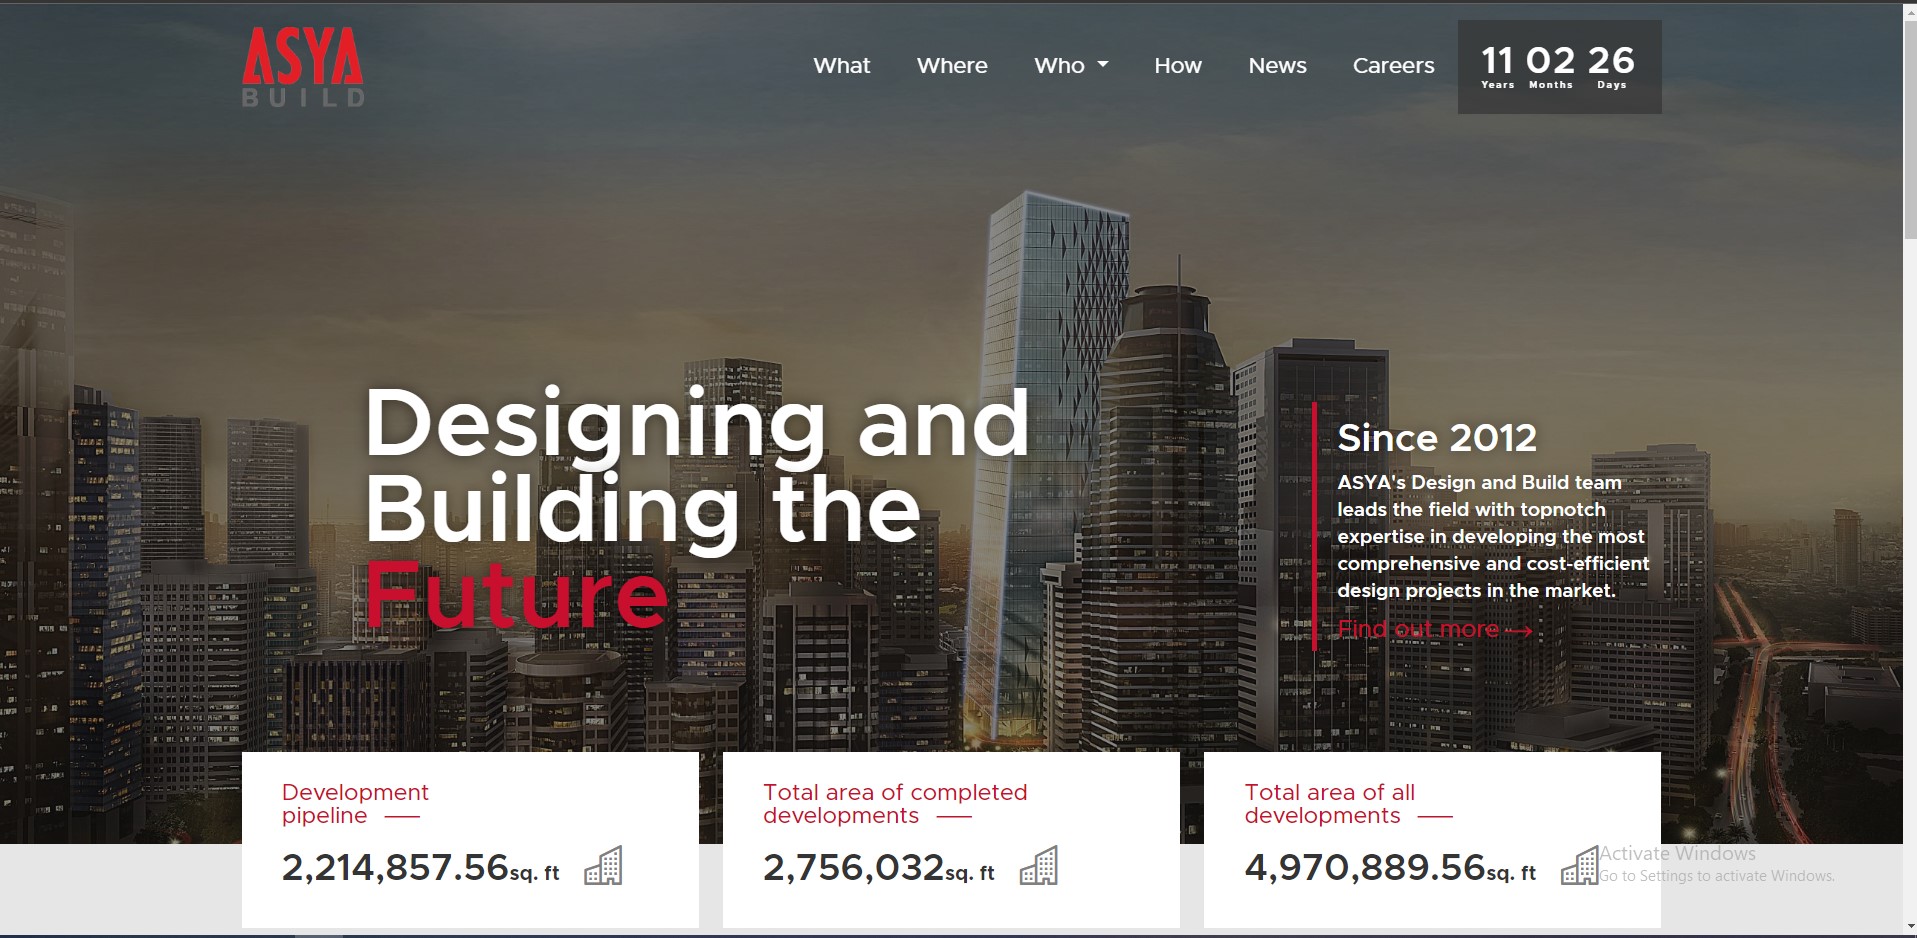 ASYA
BUILD
What Where Who How News Careers
11 02 26
Years Months Days
Designing and
Building the
Future
Since 2012
ASYA's Design and Build team
leads the field with topnotch
expertise in developing the most
comprehensive and cost-efficient
design projects in the market.
Find out more →
Development
pipeline
2,214,857.56sq. ft
Total area of completed
developments
2,756,032sq. ft
Total area of all
developments
4,970,889.56sq. ft
Activate Windows
Go to Settings to activate Windows.